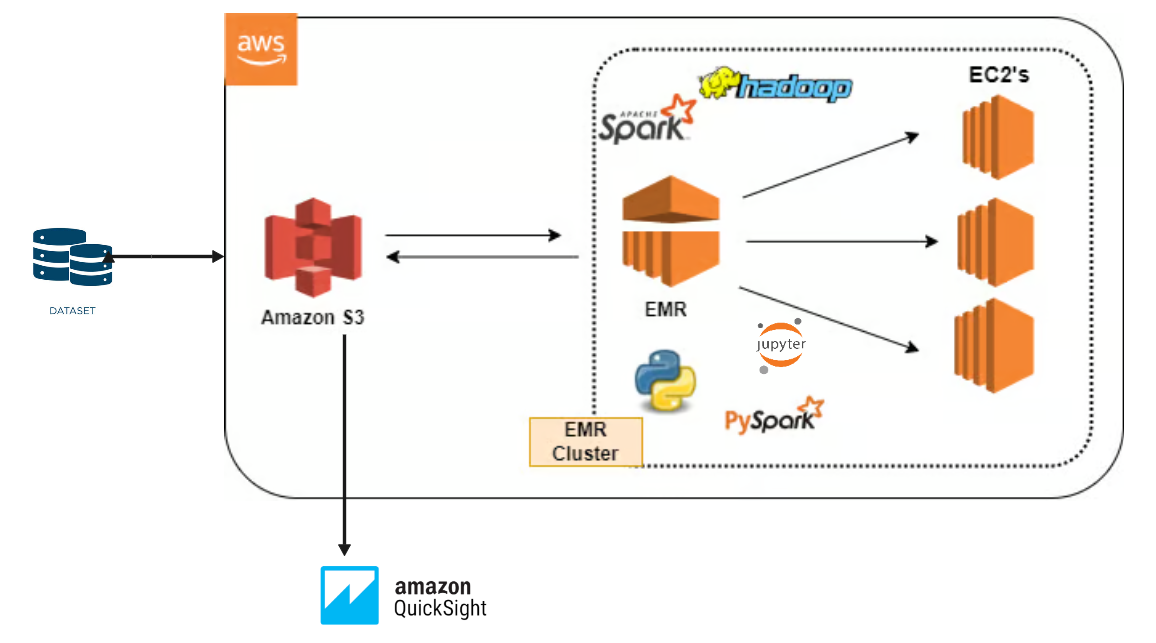 aws
hadoop
EC2's
APACHE
Spark
DATASET
Amazon S3
EMR
jupyter
PySpark
EMR
Cluster
amazon
QuickSight